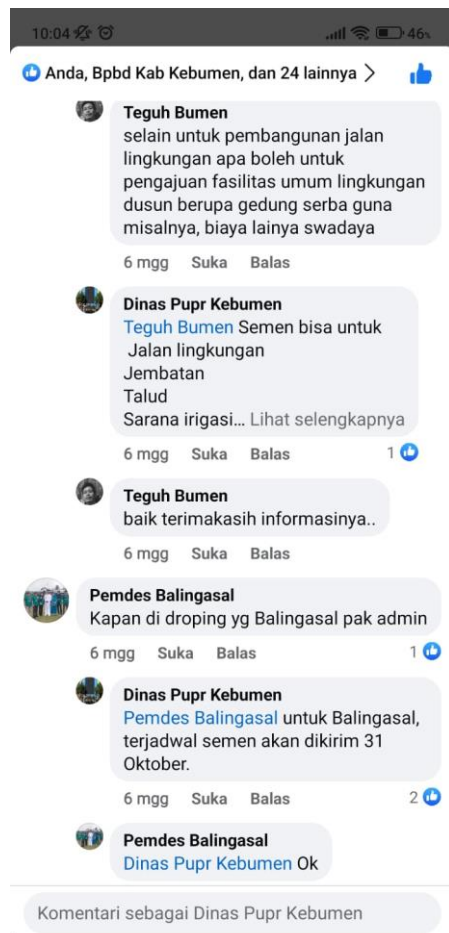 10:04 46%
Anda, Bpbd Kab Kebumen, dan 24 lainnya >
Teguh Bumen
selain untuk pembangunan jalan
lingkungan apa boleh untuk
pengajuan fasilitas umum lingkungan
dusun berupa gedung serba guna
misalnya, biaya lainya swadaya
6 mgg Suka Balas
Dinas Pupr Kebumen
Teguh Bumen Semen bisa untuk
Jalan lingkungan
Jembatan
Talud
Sarana irigasi... Lihat selengkapnya
6 mgg Suka Balas 1
Teguh Bumen
baik terimakasih informasinya..
6 mgg Suka Balas
Pemdes Balingasal
Kapan di droping yg Balingasal pak admin
6 mgg Suka Balas 1
Dinas Pupr Kebumen
Pemdes Balingasal untuk Balingasal,
terjadwal semen akan dikirim 31
Oktober.
6 mgg Suka Balas 2
Pemdes Balingasal
Dinas Pupr Kebumen Ok
Komentari sebagai Dinas Pupr Kebumen